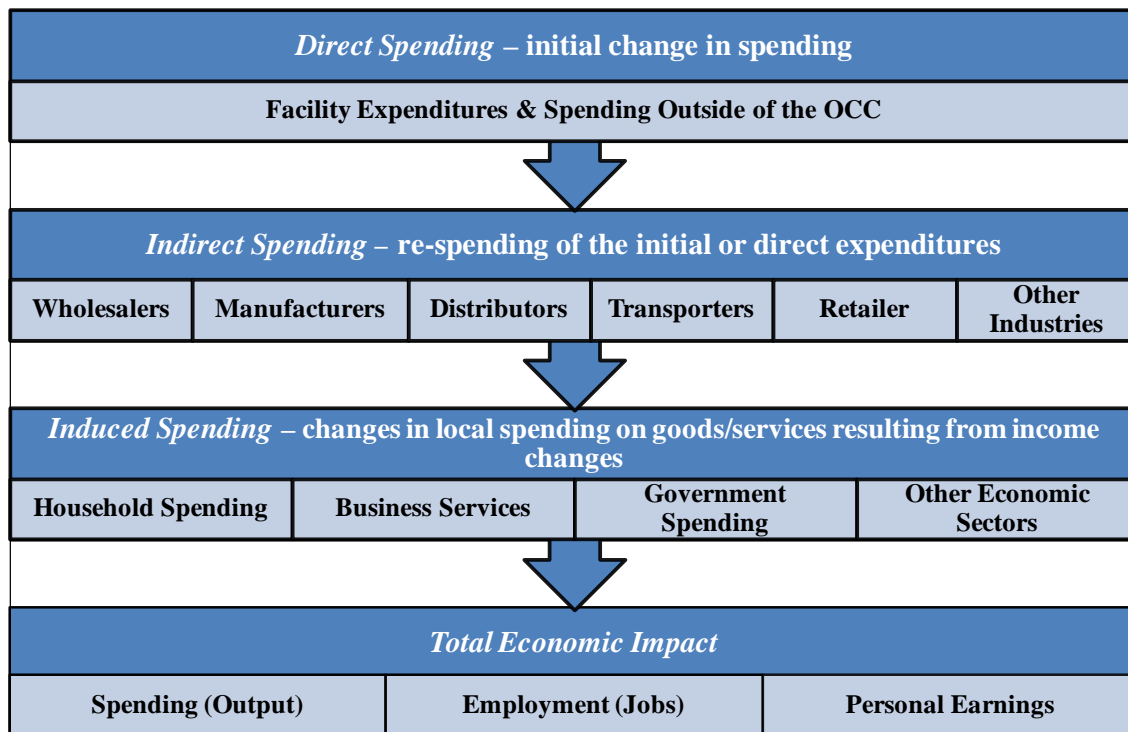 Direct Spending – initial change in spending
Facility Expenditures & Spending Outside of the OCC
Indirect Spending – re-spending of the initial or direct expenditures
Wholesalers
Manufacturers
Distributors
Transporters
Retailer
Other
Industries
Induced Spending – changes in local spending on goods/services resulting from income
changes
Household Spending
Business Services
Government
Spending
Other Economic
Sectors
Total Economic Impact
Spending (Output)
Employment (Jobs)
Personal Earnings